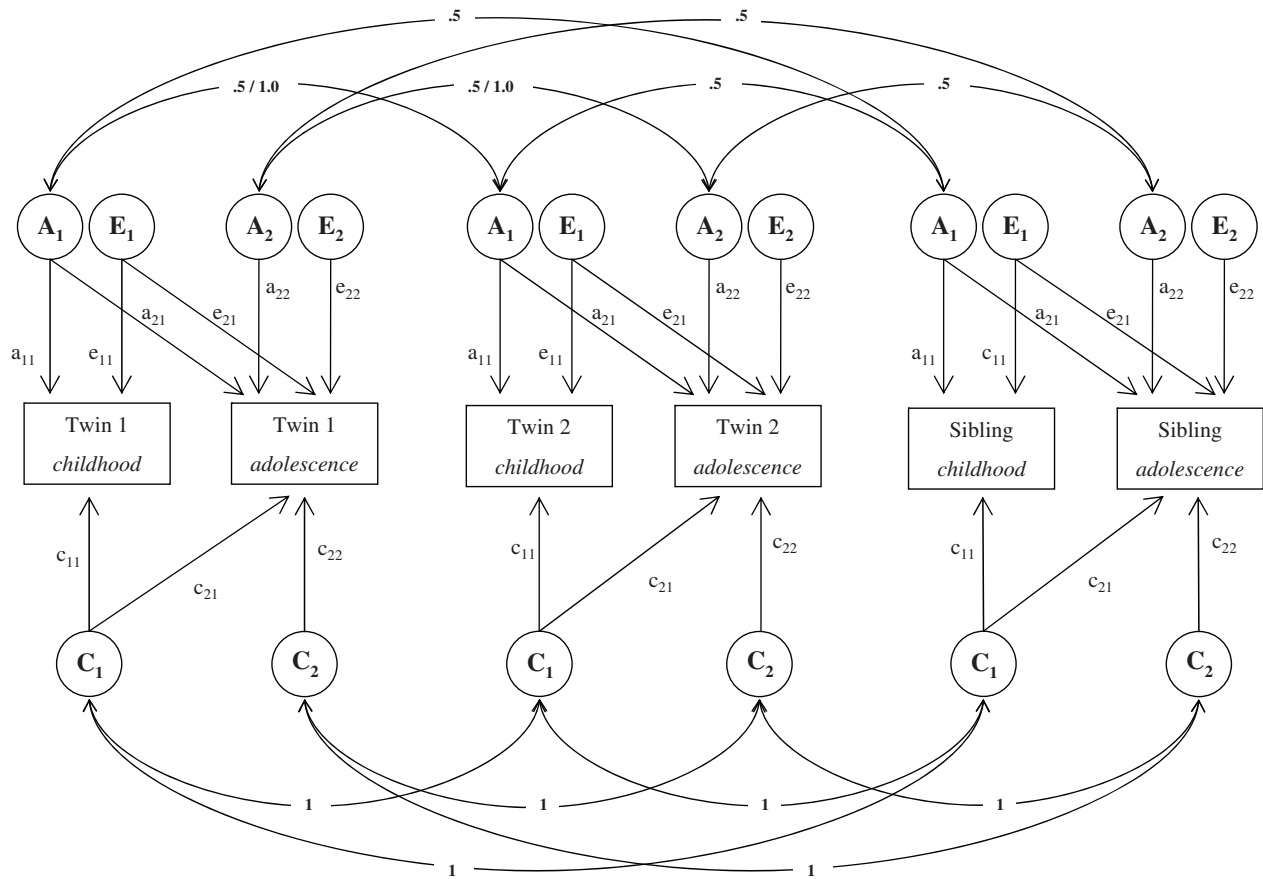 .5 .5
.5 / 1.0 .5 / 1.0 .5 .5
A1 E1 A2 E2 A1 E1 A2 E2 A1 E1 A2 E2
a22 e22 a22 e22 a22 e22
a21 e21 a21 e21 a21 e21
a11 e11 a11 e11 a11 c11
Twin 1 Twin 1 Twin 2 Twin 2 Sibling Sibling
childhood adolescence childhood adolescence childhood adolescence
c11 c22 c11 c22 c11 c22
c21 c21 c21
C1 C2 C1 C2 C1 C2
1 1 1 1
1 1